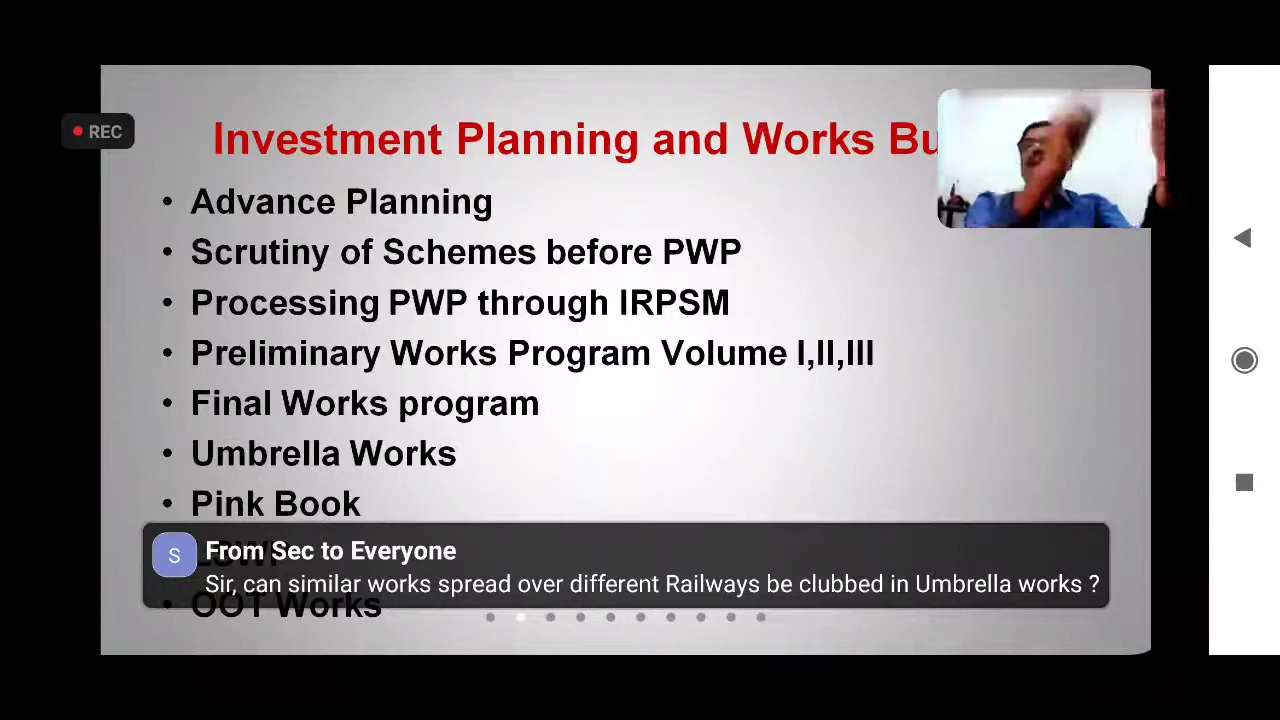 REC
Investment Planning and Works Bu
• Advance Planning
• Scrutiny of Schemes before PWP
• Processing PWP through IRPSM
• Preliminary Works Program Volume I,II,III
• Final Works program
• Umbrella Works
• Pink Book
S
From Sec to Everyone
Sir, can similar works spread over different Railways be clubbed in Umbrella works ?
• OOT Works